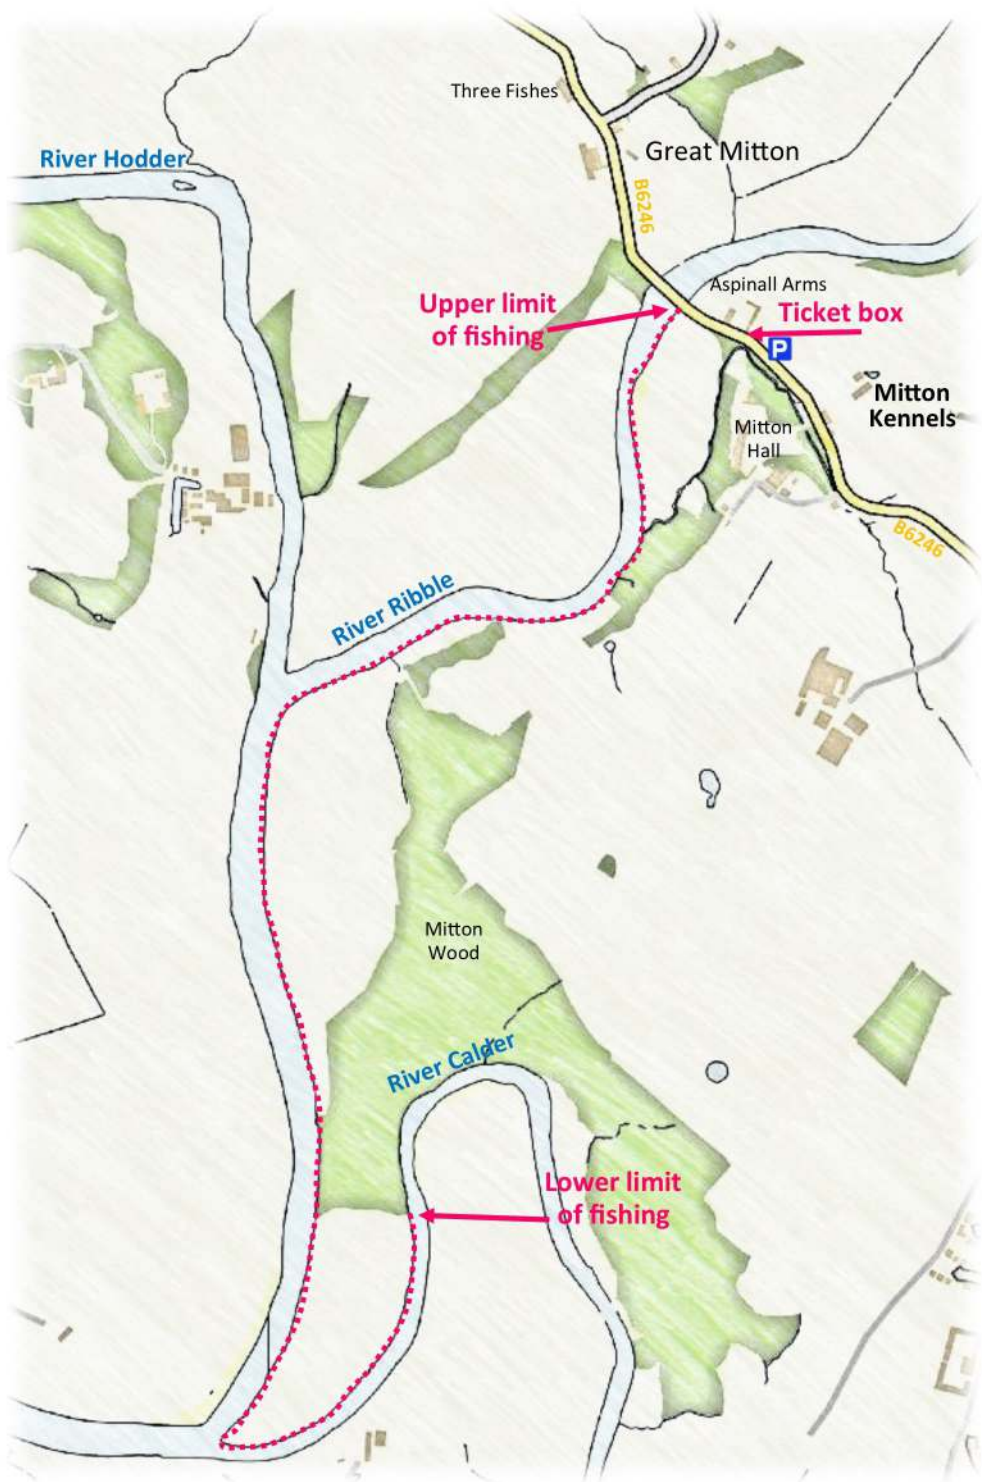 Three Fishes
River Hodder
Great Mitton
B6246
Aspinall Arms
Upper limit
of fishing
Ticket box
P
Mitton
Kennels
Mitton
Hall
B6246
River Ribble
Mitton
Wood
River Calder
Lower limit
of fishing